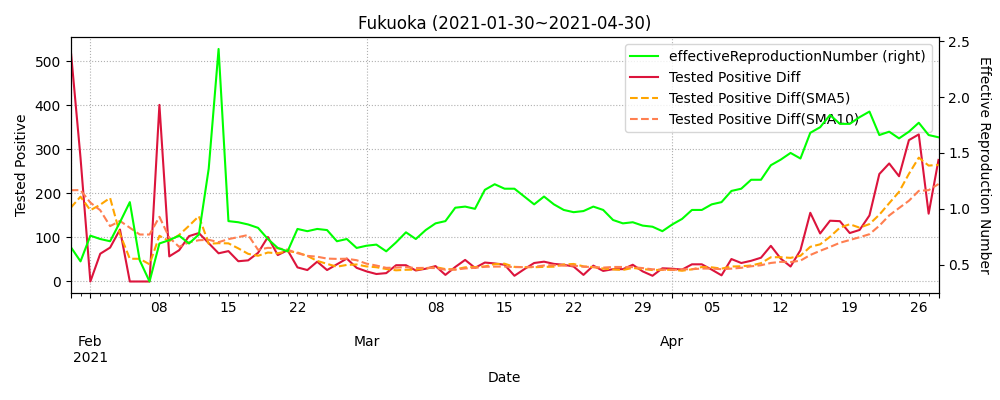 Fukuoka (2021-01-30~2021-04-30)
effectiveReproductionNumber (right)
Tested Positive Diff
Tested Positive Diff(SMA5)
Tested Positive Diff(SMA10)
Tested Positive
500
400
300
200
100
0
2.5
2.0
1.5
1.0
0.5
Effective Reproduction Number
08 15 22 08 15 22 29 05 12 19 26
Feb Mar Apr
2021
Date